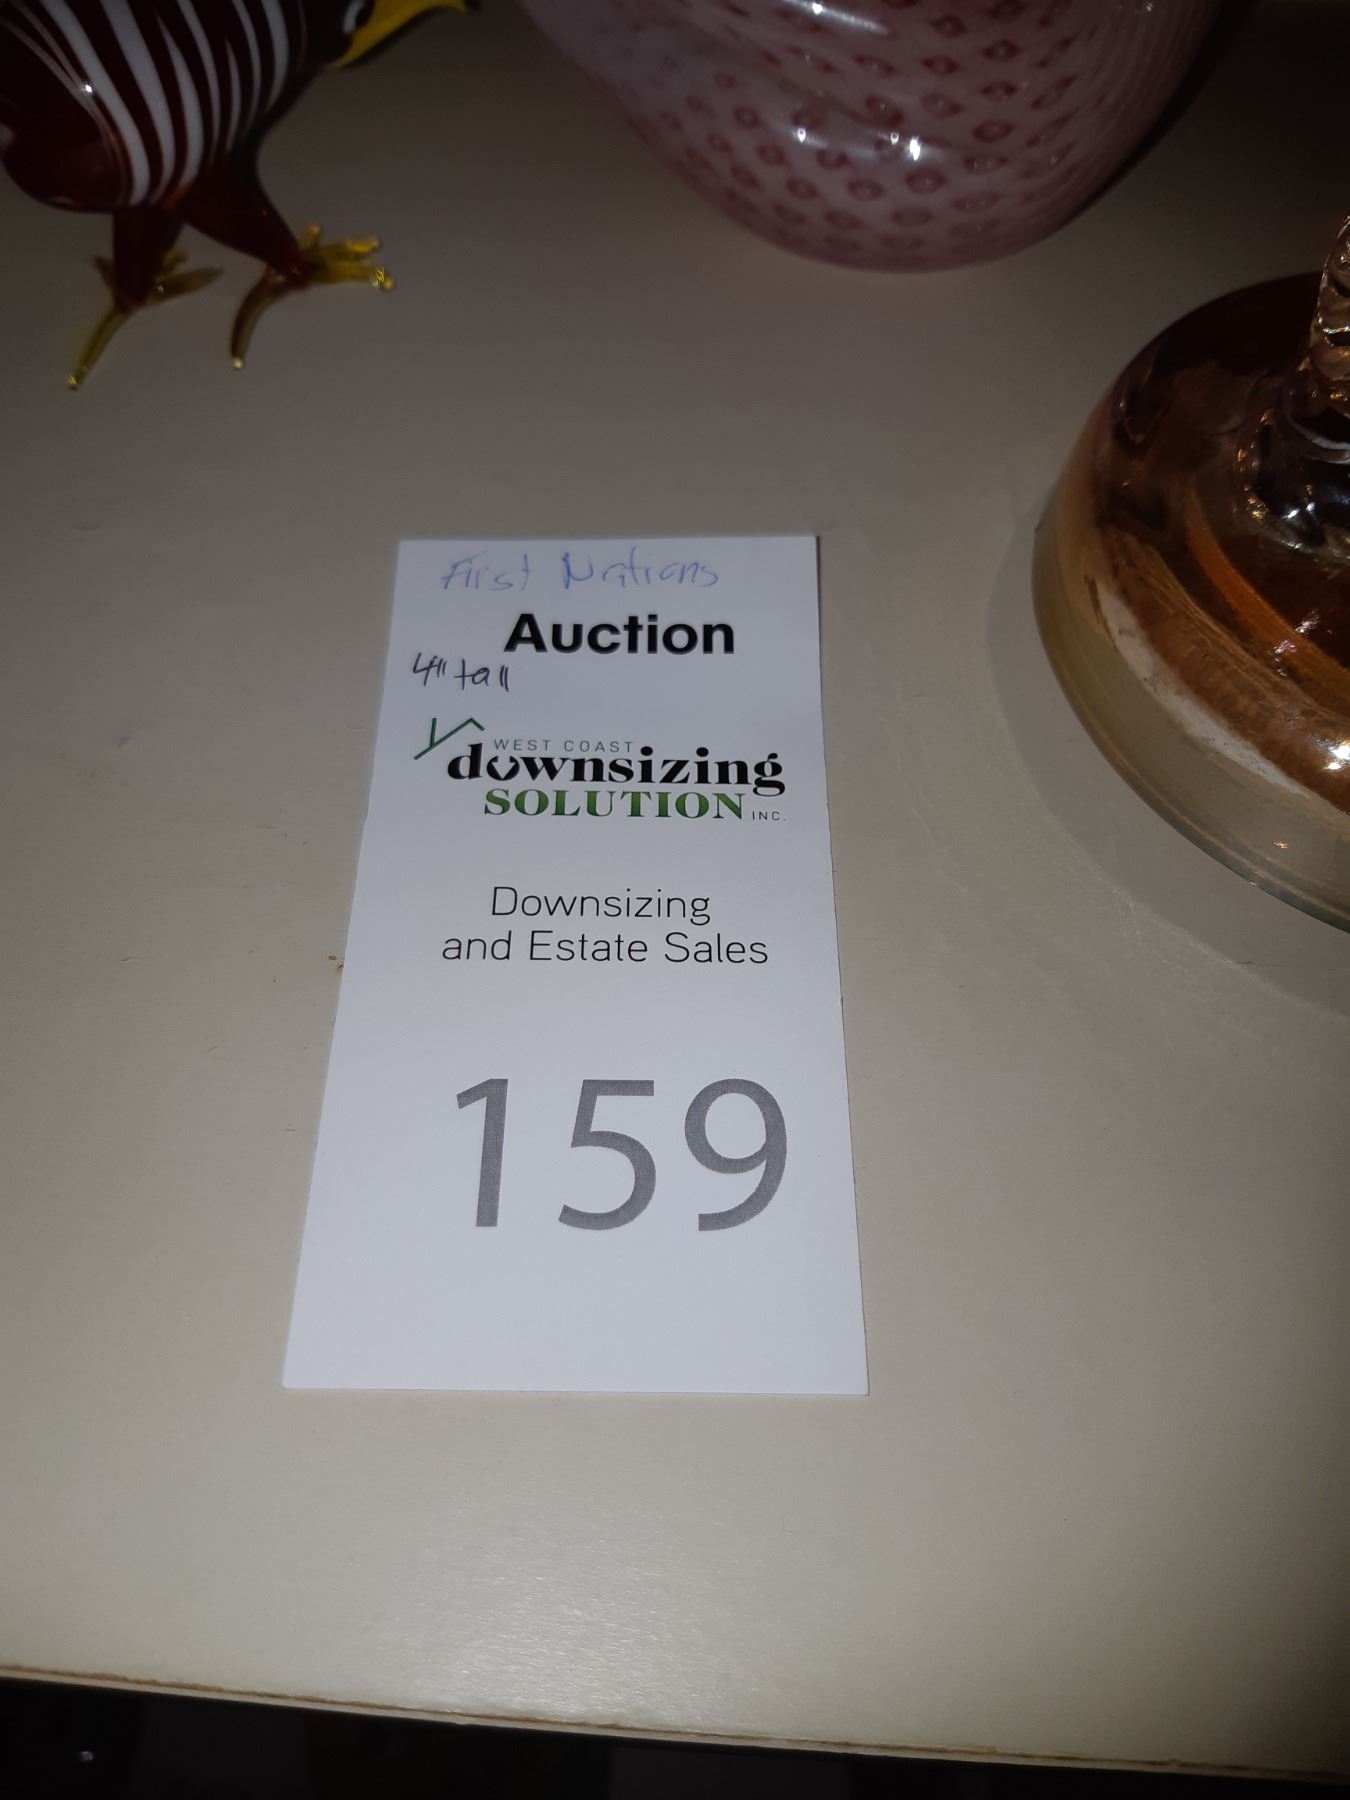 First Nations
Auction
4" tall
WEST COAST
downsizing
SOLUTION INC.
Downsizing
and Estate Sales
159